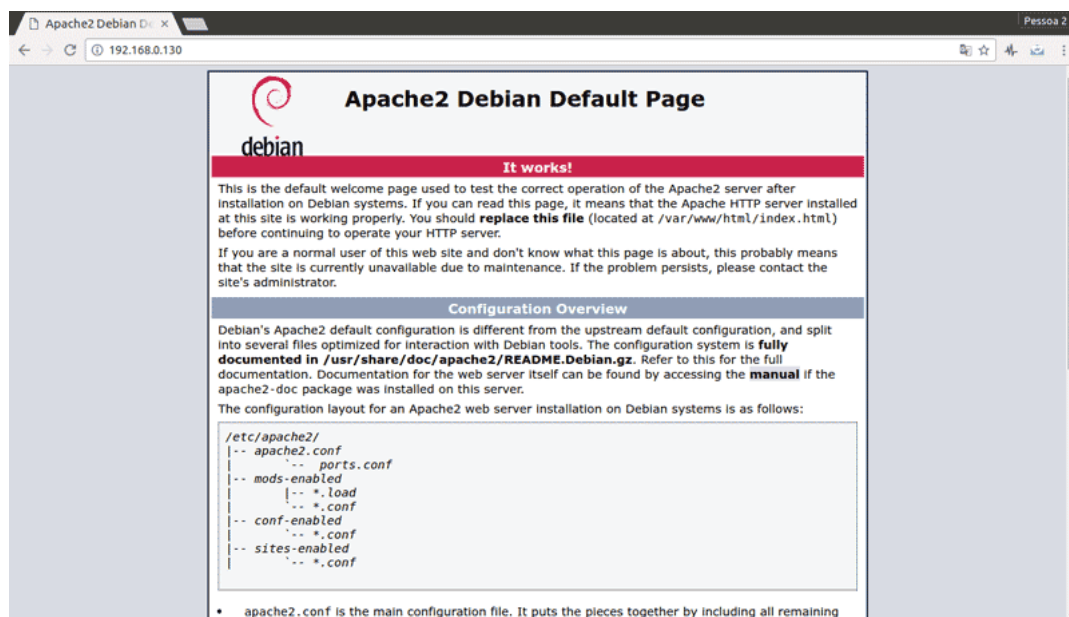 Apache2 Debian De
Pessoa 2
192.168.0.130
debian
Apache2 Debian Default Page
It works!
This is the default welcome page used to test the correct operation of the Apache2 server after
installation on Debian systems. If you can read this page, it means that the Apache HTTP server installed
at this site is working properly. You should replace this file (located at /var/www/html/index.html)
before continuing to operate your HTTP server.
If you are a normal user of this web site and don't know what this page is about, this probably means
that the site is currently unavailable due to maintenance. If the problem persists, please contact the
site's administrator.
Configuration Overview
Debian's Apache2 default configuration is different from the upstream default configuration, and split
into several files optimized for interaction with Debian tools. The configuration system is fully
documented in /usr/share/doc/apache2/README.Debian.gz. Refer to this for the full
documentation. Documentation for the web server itself can be found by accessing the manual if the
apache2-doc package was installed on this server.
The configuration layout for an Apache2 web server installation on Debian systems is as follows:
/etc/apache2/
|-- apache2.conf
|       `--  ports.conf
|-- mods-enabled
|       |-- *.load
|       `-- *.conf
|-- conf-enabled
|       `-- *.conf
|-- sites-enabled
|       `-- *.conf
• apache2.conf is the main configuration file. It puts the pieces together by including all remaining